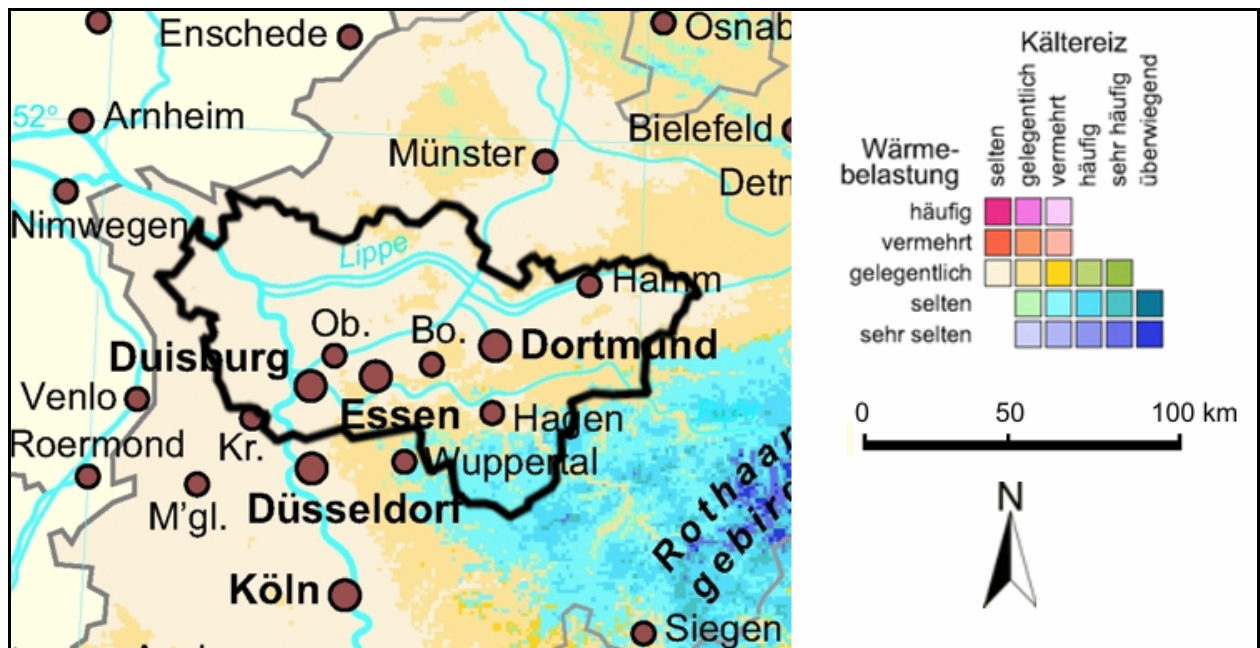 Enschede
Osnab
52°
Arnheim
Bielefeld
Münster
Detn
Nimwegen
Lippe
Hamm
Ob.
Bo.
Duisburg
Dortmund
Venlo
Essen
Hagen
Roermond
Kr.
Wuppertal
M'gl.
Düsseldorf
Rothaar
gebirg
Köln
Siegen
Kältereiz
selten
gelegentlich
vermehrt
häufig
sehr häufig
überwiegend
Wärme-
belastung
häufig
vermehrt
gelegentlich
selten
sehr selten
0 50 100 km
N